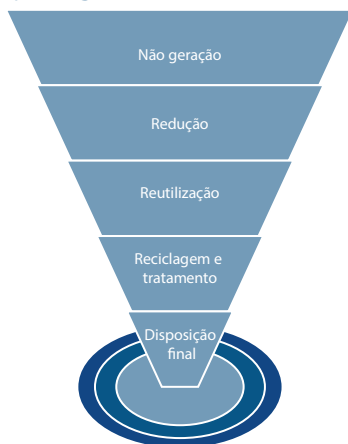 Não geração
Redução
Reutilização
Reciclagem e
tratamento
Disposição
final